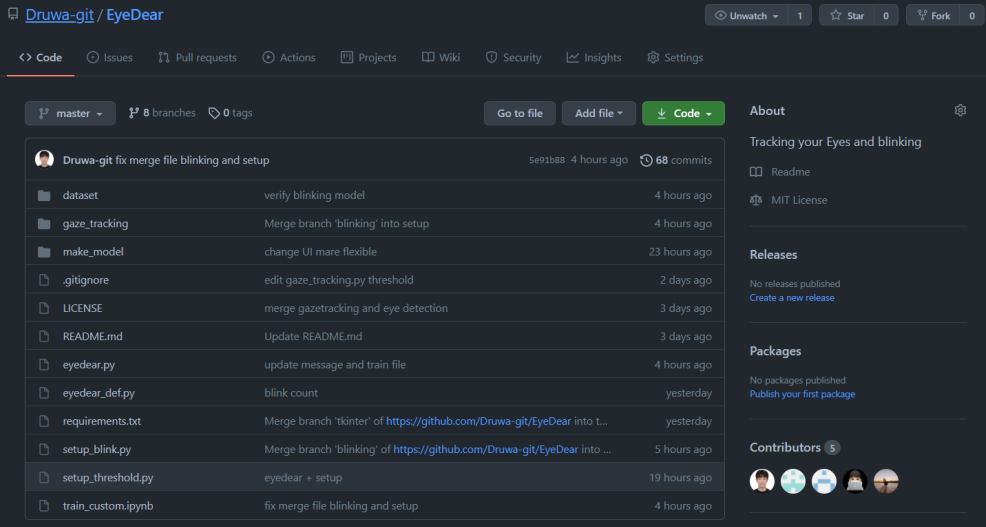 Druwa-git / EyeDear
Unwatch 1 Star 0 Fork 0
Code Issues Pull requests Actions Projects Wiki Security Insights Settings
master 8 branches 0 tags Go to file Add file Code
Druwa-git fix merge file blinking and setup 5e91b88 4 hours ago 68 commits
dataset verify blinking model 4 hours ago
gaze_tracking Merge branch 'blinking' into setup 4 hours ago
make_model change UI mare flexible 23 hours ago
.gitignore edit gaze_tracking.py threshold 2 days ago
LICENSE merge gazetracking and eye detection 3 days ago
README.md Update README.md 3 days ago
eyedear.py update message and train file 4 hours ago
eyedear_def.py blink count yesterday
requirements.txt Merge branch 'tkinter' of https://github.com/Druwa-git/EyeDear into t... yesterday
setup_blink.py Merge branch 'blinking' of https://github.com/Druwa-git/EyeDear into ... 5 hours ago
setup_threshold.py eyedear + setup 19 hours ago
train_custom.ipynb fix merge file blinking and setup 4 hours ago
About
Tracking your Eyes and blinking
Readme
MIT License
Releases
No releases published
Create a new release
Packages
No packages published
Publish your first package
Contributors 5